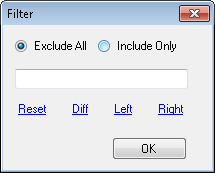 Filter
Exclude All Include Only
Reset Diff Left Right
OK